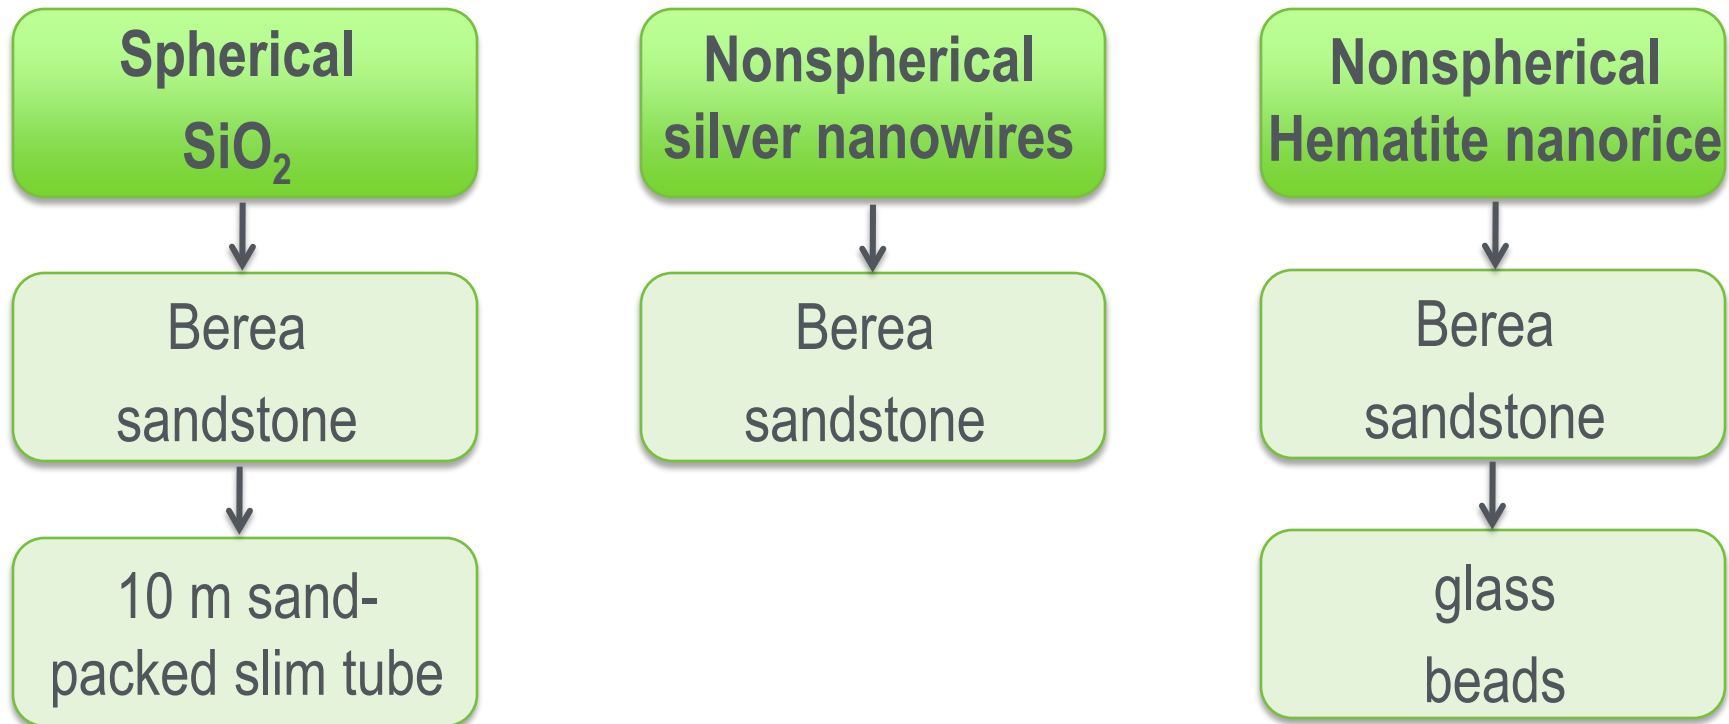 Spherical
SiO₂
Berea
sandstone
10 m sand-
packed slim tube
Nonspherical
silver nanowires
Berea
sandstone
Nonspherical
Hematite nanorice
Berea
sandstone
glass
beads